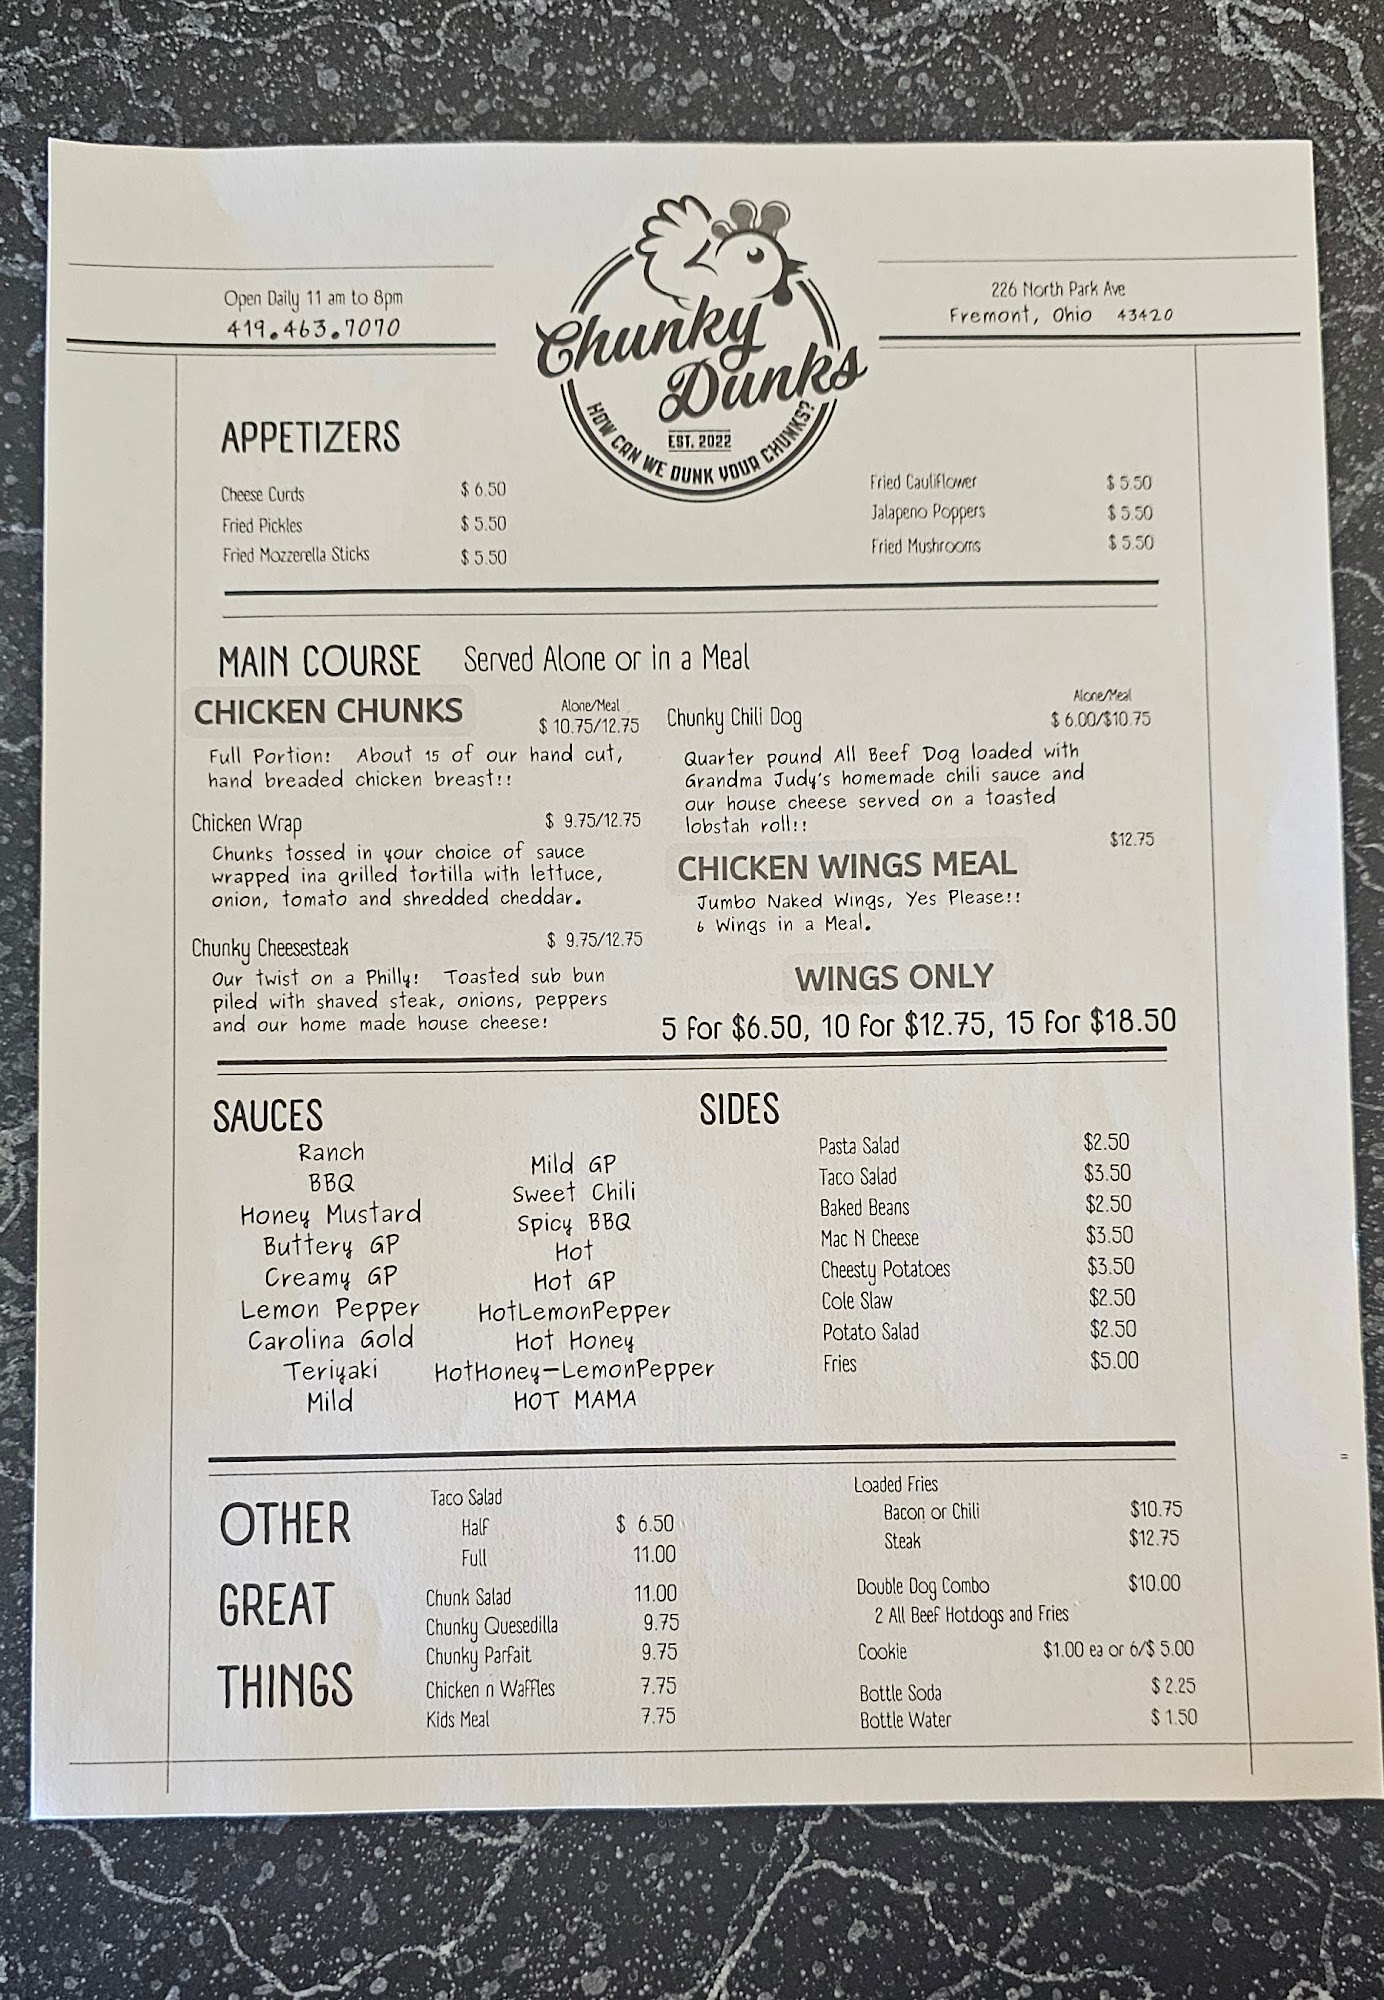 Open Daily 11 am to 8pm
419.463.7070
Chunky
Dunks
EST. 2022
HOW CAN WE DUNK YOUR CHUNKS?
226 North Park Ave
Fremont, Ohio 43420
APPETIZERS
Cheese Curds $ 6.50
Fried Pickles $ 5.50
Fried Mozzerella Sticks $ 5.50
Fried Cauliflower $ 5.50
Jalapeno Poppers $ 5.50
Fried Mushrooms $ 5.50
MAIN COURSE Served Alone or in a Meal
CHICKEN CHUNKS
Alone/Meal
$ 10.75/12.75
Full Portion! About 15 of our hand cut,
hand breaded chicken breast!!
Chicken Wrap $ 9.75/12.75
Chunks tossed in your choice of sauce
wrapped ina grilled tortilla with lettuce,
onion, tomato and shredded cheddar.
Chunky Cheesesteak $ 9.75/12.75
Our twist on a Philly! Toasted sub bun
piled with shaved steak, onions, peppers
and our home made house cheese!
Alone/Meal
Chunky Chili Dog $ 6.00/$10.75
Quarter pound All Beef Dog loaded with
Grandma Judy's homemade chili sauce and
our house cheese served on a toasted
lobstah roll!!
$12.75
CHICKEN WINGS MEAL
Jumbo Naked Wings, Yes Please!!
6 Wings in a Meal.
WINGS ONLY
5 for $6.50, 10 for $12.75, 15 for $18.50
SAUCES
Ranch
BBQ
Honey Mustard
Buttery GP
Creamy GP
Lemon Pepper
Carolina Gold
Teriyaki
Mild
Mild GP
Sweet Chili
Spicy BBQ
Hot
Hot GP
HotLemonPepper
Hot Honey
HotHoney-LemonPepper
HOT MAMA
SIDES
Pasta Salad $2.50
Taco Salad $3.50
Baked Beans $2.50
Mac N Cheese $3.50
Cheesty Potatoes $3.50
Cole Slaw $2.50
Potato Salad $2.50
Fries $5.00
OTHER
GREAT
THINGS
Taco Salad
Half $ 6.50
Full 11.00
Chunk Salad 11.00
Chunky Quesedilla 9.75
Chunky Parfait 9.75
Chicken n Waffles 7.75
Kids Meal 7.75
Loaded Fries
Bacon or Chili $10.75
Steak $12.75
Double Dog Combo $10.00
2 All Beef Hotdogs and Fries
Cookie $1.00 ea or 6/$ 5.00
Bottle Soda $ 2.25
Bottle Water $ 1.50